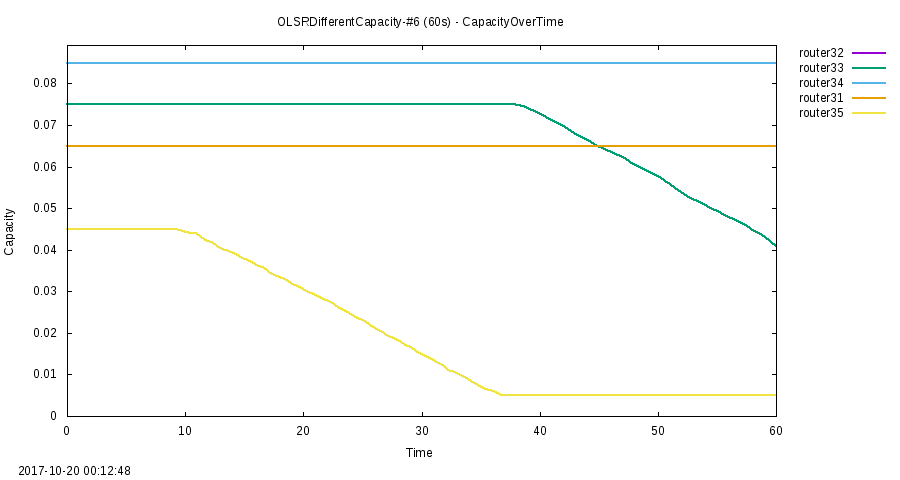 OLSR.DifferentCapacity-#6 (60s) - CapacityOverTime
router32
router33
router34
router31
router35
0.08
0.07
0.06
0.05
0.04
0.03
0.02
0.01
0
Capacity
0 10 20 30 40 50 60
Time
2017-10-20 00:12:48